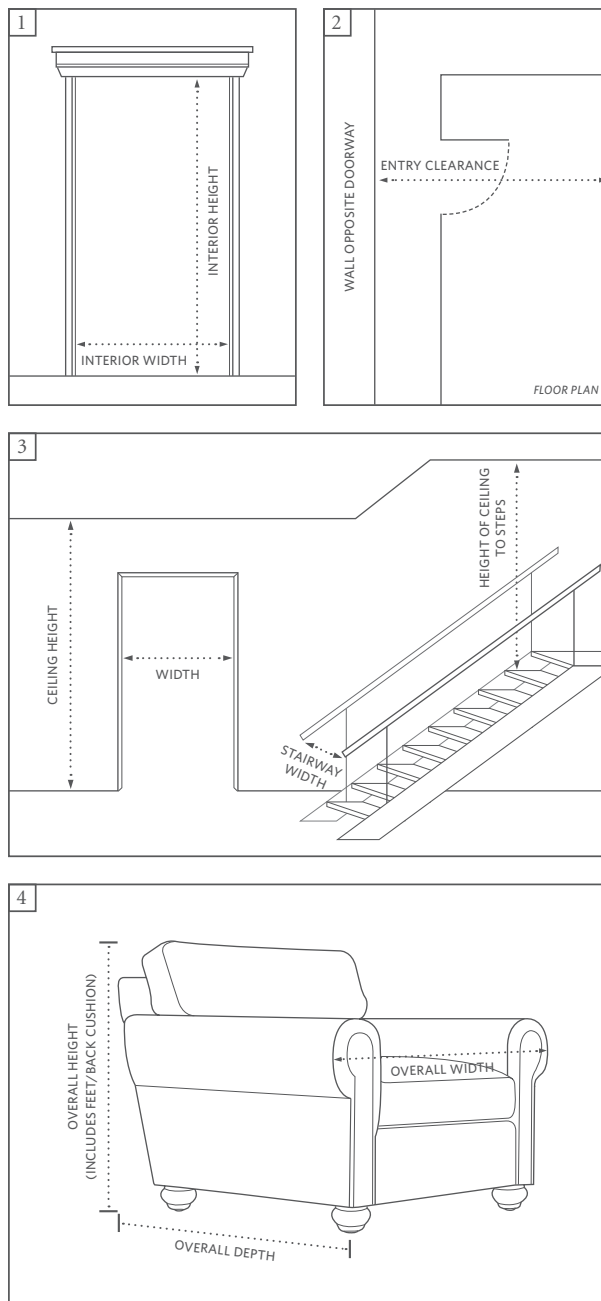 1
INTERIOR HEIGHT
INTERIOR WIDTH
2
WALL OPPOSITE DOORWAY
ENTRY CLEARANCE
FLOOR PLAN
3
CEILING HEIGHT
WIDTH
HEIGHT OF CEILING
TO STEPS
STAIRWAY
WIDTH
4
OVERALL HEIGHT
(INCLUDES FEET/BACK CUSHION)
OVERALL WIDTH
OVERALL DEPTH